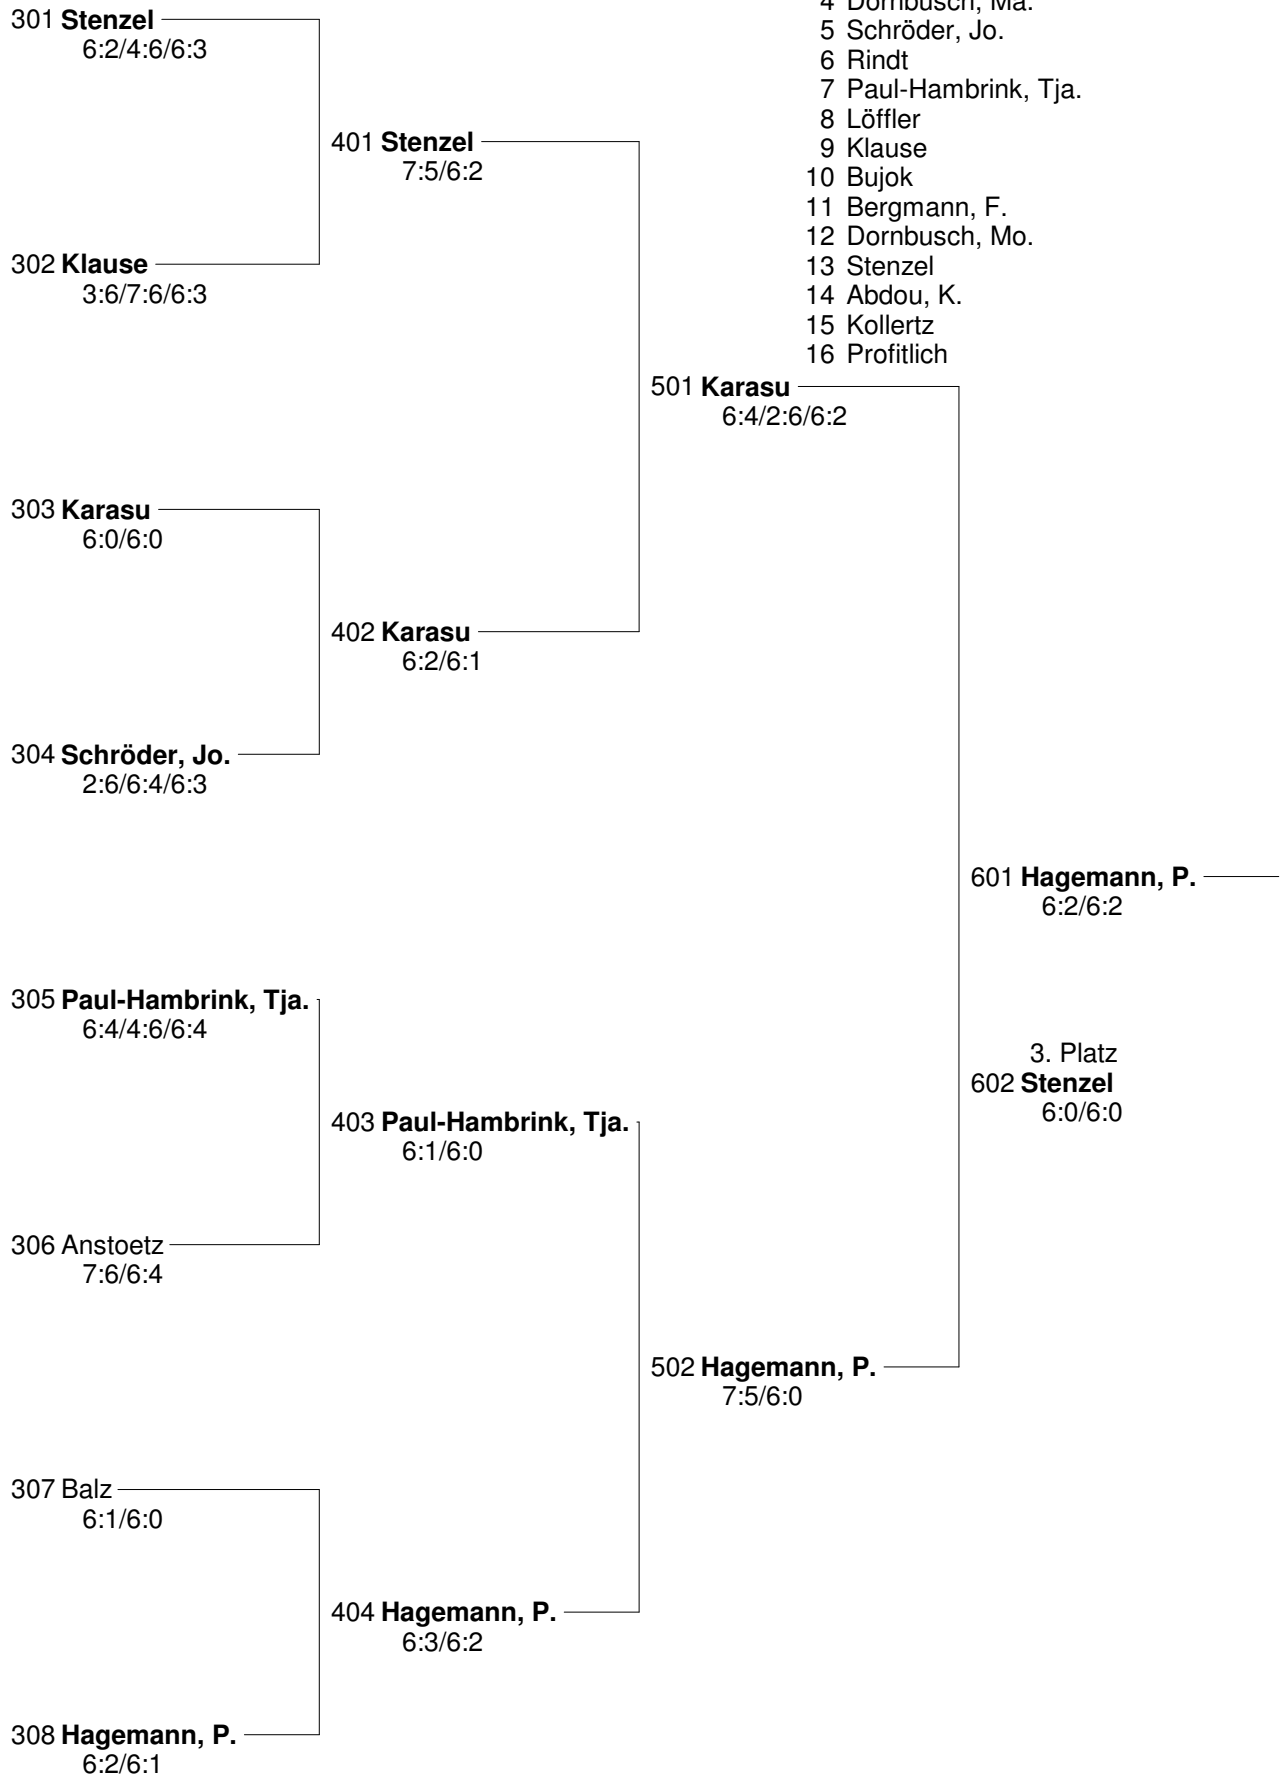 4 Dornbusch, Ma.
5 Schröder, Jo.
6 Rindt
7 Paul-Hambrink, Tja.
8 Löffler
9 Klause
10 Bujok
11 Bergmann, F.
12 Dornbusch, Mo.
13 Stenzel
14 Abdou, K.
15 Kollertz
16 Profitlich
301 Stenzel
6:2/4:6/6:3
302 Klause
3:6/7:6/6:3
303 Karasu
6:0/6:0
304 Schröder, Jo.
2:6/6:4/6:3
305 Paul-Hambrink, Tja.
6:4/4:6/6:4
306 Anstoetz
7:6/6:4
307 Balz
6:1/6:0
308 Hagemann, P.
6:2/6:1
401 Stenzel
7:5/6:2
402 Karasu
6:2/6:1
403 Paul-Hambrink, Tja.
6:1/6:0
404 Hagemann, P.
6:3/6:2
501 Karasu
6:4/2:6/6:2
502 Hagemann, P.
7:5/6:0
601 Hagemann, P.
6:2/6:2
3. Platz
602 Stenzel
6:0/6:0